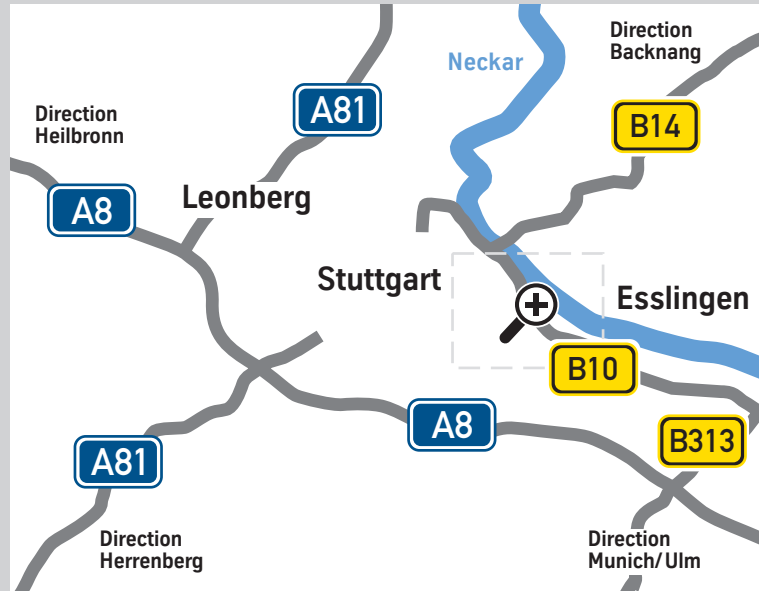 Direction
Backnang
Neckar
A81
Direction
Heilbronn
B14
Leonberg
A8
Stuttgart
Esslingen
B10
A8
B313
A81
Direction
Herrenberg
Direction
Munich/Ulm